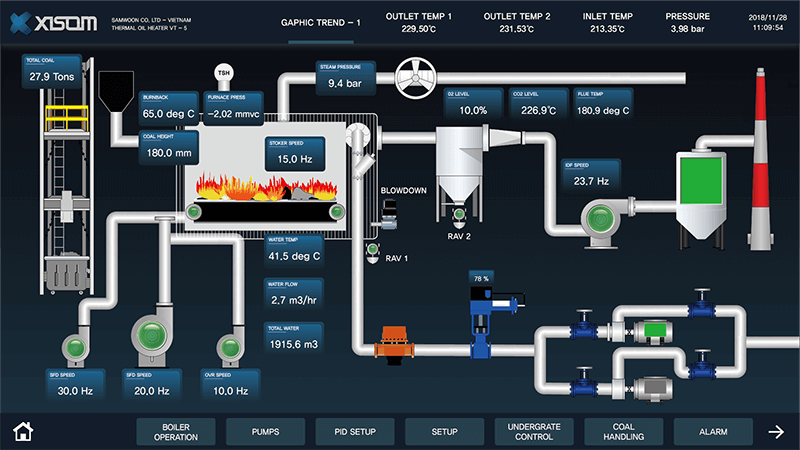 XISOM
SAMWOON CO, LTD – VIETNAM
THERMAL OIL HEATER VT – 5
GAPHIC TREND – 1
OUTLET TEMP 1
229,50℃
OUTLET TEMP 2
231,53℃
INLET TEMP
213,35℃
PRESSURE
3,98 bar
2018/11/28
11:09:54
TOTAL COAL
27,9 Tons
TSH
STEAM PRESSURE
9,4 bar
BURNBACK
65,0 deg C
FURNACE PRESS
–2,02 mmvc
02 LEVEL
10,0%
CO2 LEVEL
226,9℃
FLUE TEMP
180,9 deg C
COAL HEIGHT
180,0 mm
STOKER SPEED
15,0 Hz
IDF SPEED
23,7 Hz
BLOWDOWN
RAV 2
RAV 1
WATER TEMP
41,5 deg C
WATER FLOW
2,7 m3/hr
78 %
TOTAL WATER
1915,6 m3
BFD SPEED
30,0 Hz
SFD SPEED
20,0 Hz
OVR SPEED
10,0 Hz
BOILER
OPERATION
PUMPS
PID SETUP
SETUP
UNDERGRATE
CONTROL
COAL
HANDLING
ALARM